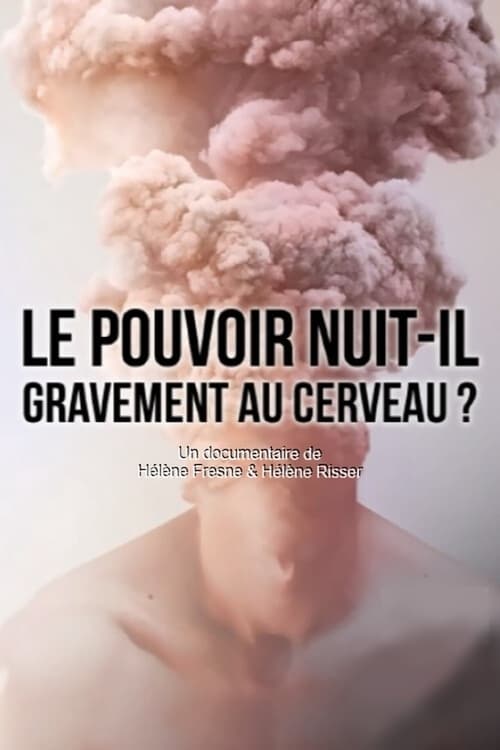 LE POUVOIR NUIT-IL
GRAVEMENT AU CERVEAU ?
Un documentaire de
Hélène Fresne & Hélène Risser